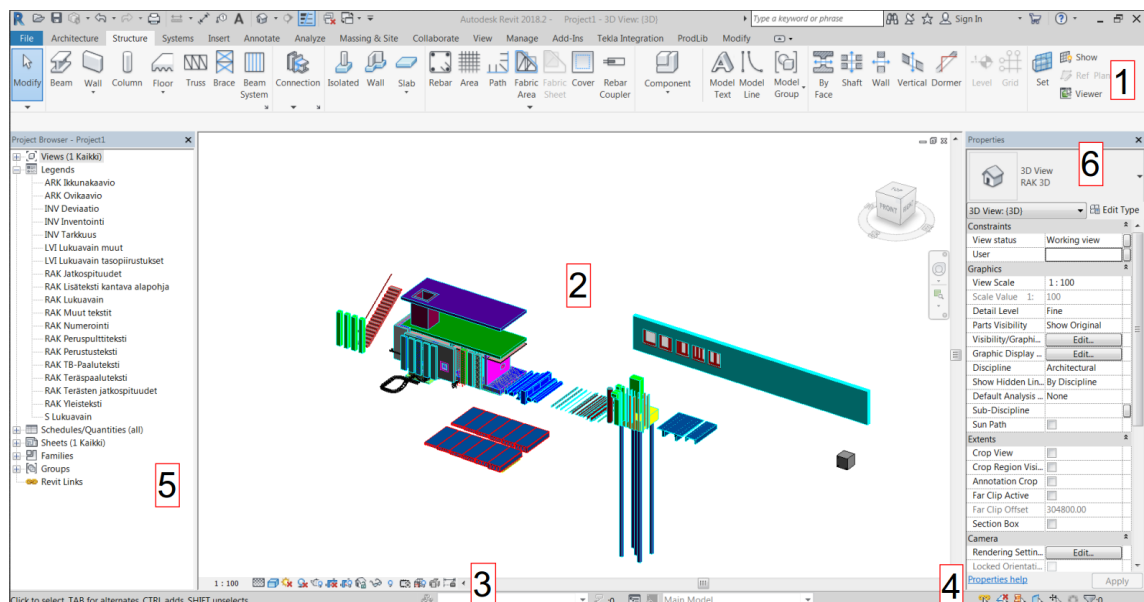 Autodesk Revit 2018.2 - Project1 - 3D View: {3D}
Type a keyword or phrase
Sign In
File Architecture Structure Systems Insert Annotate Analyze Massing & Site Collaborate View Manage Add-Ins Tekla Integration ProdLib Modify
Modify Beam Wall Column Floor Truss Brace Beam System Connection Isolated Wall Slab Rebar Area Path Fabric Area Fabric Sheet Cover Rebar Coupler Component Model Text Model Line Model Group By Face Shaft Wall Vertical Dormer Level Grid Set
Show
Ref Plan
Viewer
1
Project Browser - Project1
Views (1 Kaikki)
Legends
ARK Ikkunakaavio
ARK Ovikaavio
INV Deviaatio
INV Inventointi
INV Tarkkuus
LVI Lukuavain muut
LVI Lukuavain tasopiirustukset
RAK Jatkospituudet
RAK Lisäteksti kantava alapohja
RAK Lukuavain
RAK Muut tekstit
RAK Numerointi
RAK Peruspulttiteksti
RAK Perustusteksti
RAK TB-Paaluteksti
RAK Teräspaaluteksti
RAK Terästen jatkospituudet
RAK Yleisteksti
S Lukuavain
Schedules/Quantities (all)
Sheets (1 Kaikki)
Families
Groups
Revit Links
5
2
TOP
FRONT
1 : 100
3
Click to select, TAB for alternates, CTRL adds, SHIFT unselects.
:0
Main Model
4
:0
Properties
3D View
RAK 3D
6
3D View: {3D}
Edit Type
Constraints
View status Working view
User
Graphics
View Scale 1 : 100
Scale Value 1: 100
Detail Level Fine
Parts Visibility Show Original
Visibility/Graphi... Edit...
Graphic Display ... Edit...
Discipline Architectural
Show Hidden Lin... By Discipline
Default Analysis ... None
Sub-Discipline
Sun Path
Extents
Crop View
Crop Region Visi...
Annotation Crop
Far Clip Active
Far Clip Offset 304800.00
Section Box
Camera
Rendering Settin... Edit...
Locked Orientati...
Properties help
Apply